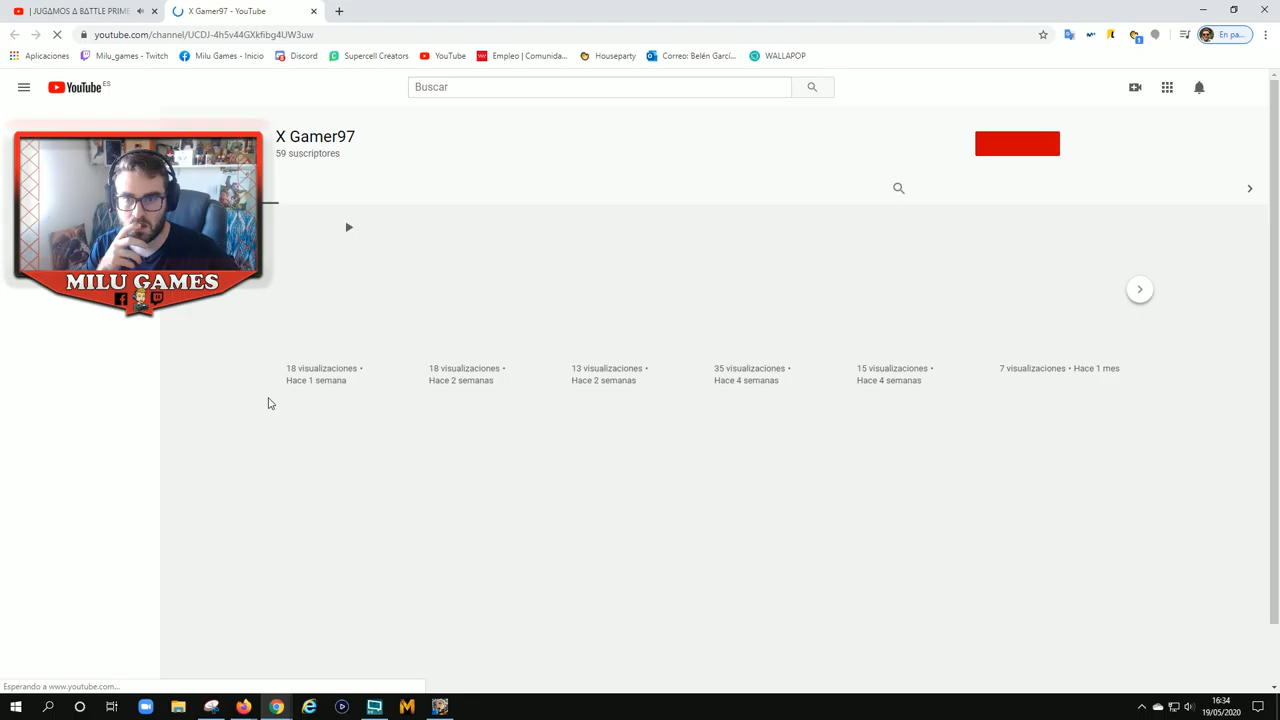 JUGAMOS A BATTLE PRIME
X Gamer97 - YouTube
youtube.com/channel/UCDJ-4h5v44GXkfibg4UW3uw
En pa...
Aplicaciones
Milu_games - Twitch
Milu Games - Inicio
Discord
Supercell Creators
YouTube
Empleo | Comunida...
Houseparty
Correo: Belén Garcí...
WALLAPOP
YouTube ES
Buscar
X Gamer97
59 suscriptores
MILU GAMES
18 visualizaciones •
Hace 1 semana
18 visualizaciones •
Hace 2 semanas
13 visualizaciones •
Hace 2 semanas
35 visualizaciones •
Hace 4 semanas
15 visualizaciones •
Hace 4 semanas
7 visualizaciones • Hace 1 mes
Esperando a www.youtube.com...
16:34
19/05/2020